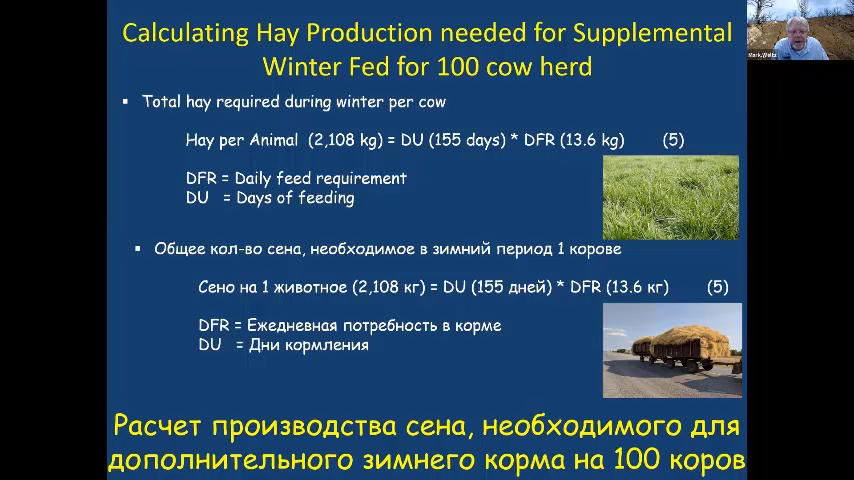 Calculating Hay Production needed for Supplemental
Winter Fed for 100 cow herd
▪ Total hay required during winter per cow
Hay per Animal (2,108 kg) = DU (155 days) * DFR (13.6 kg) (5)
DFR = Daily feed requirement
DU = Days of feeding
▪ Общее кол-во сена, необходимое в зимний период 1 корове
Сено на 1 животное (2,108 кг) = DU (155 дней) * DFR (13.6 кг) (5)
DFR = Ежедневная потребность в корме
DU = Дни кормления
Расчет производства сена, необходимого для
дополнительного зимнего корма на 100 коров
Mark.Weltz